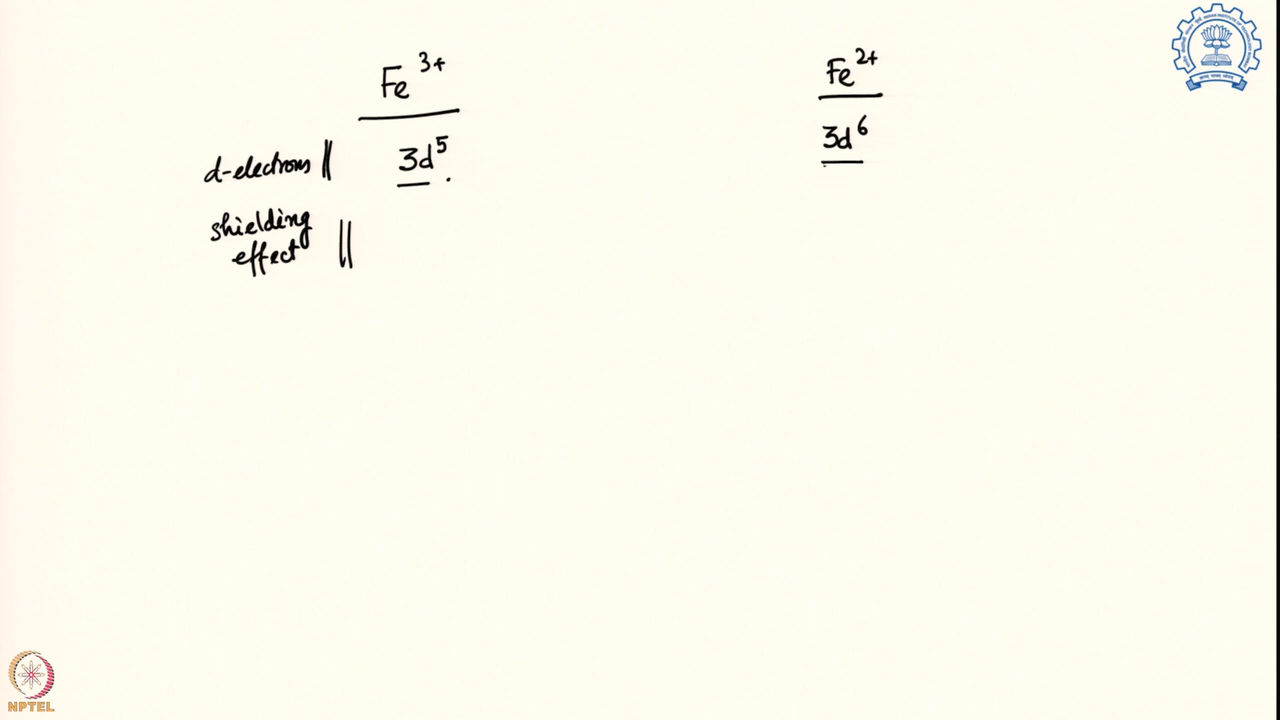 Fe³⁺
Fe²⁺
d-electrons || 3d⁵.
3d⁶
shielding
effect ||
NPTEL